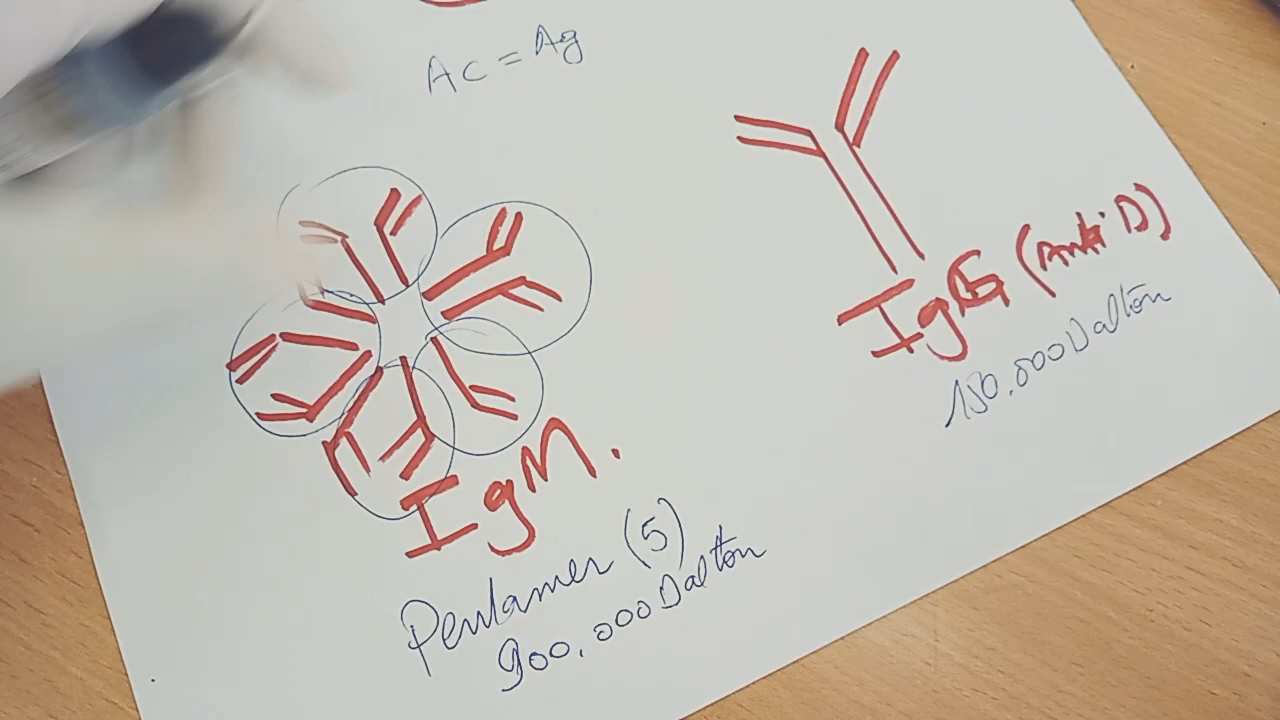 Ac = Ag
IgG (Anti D)
150.000 Dalton
IgM.
Pentamer (5)
900.000 Dalton